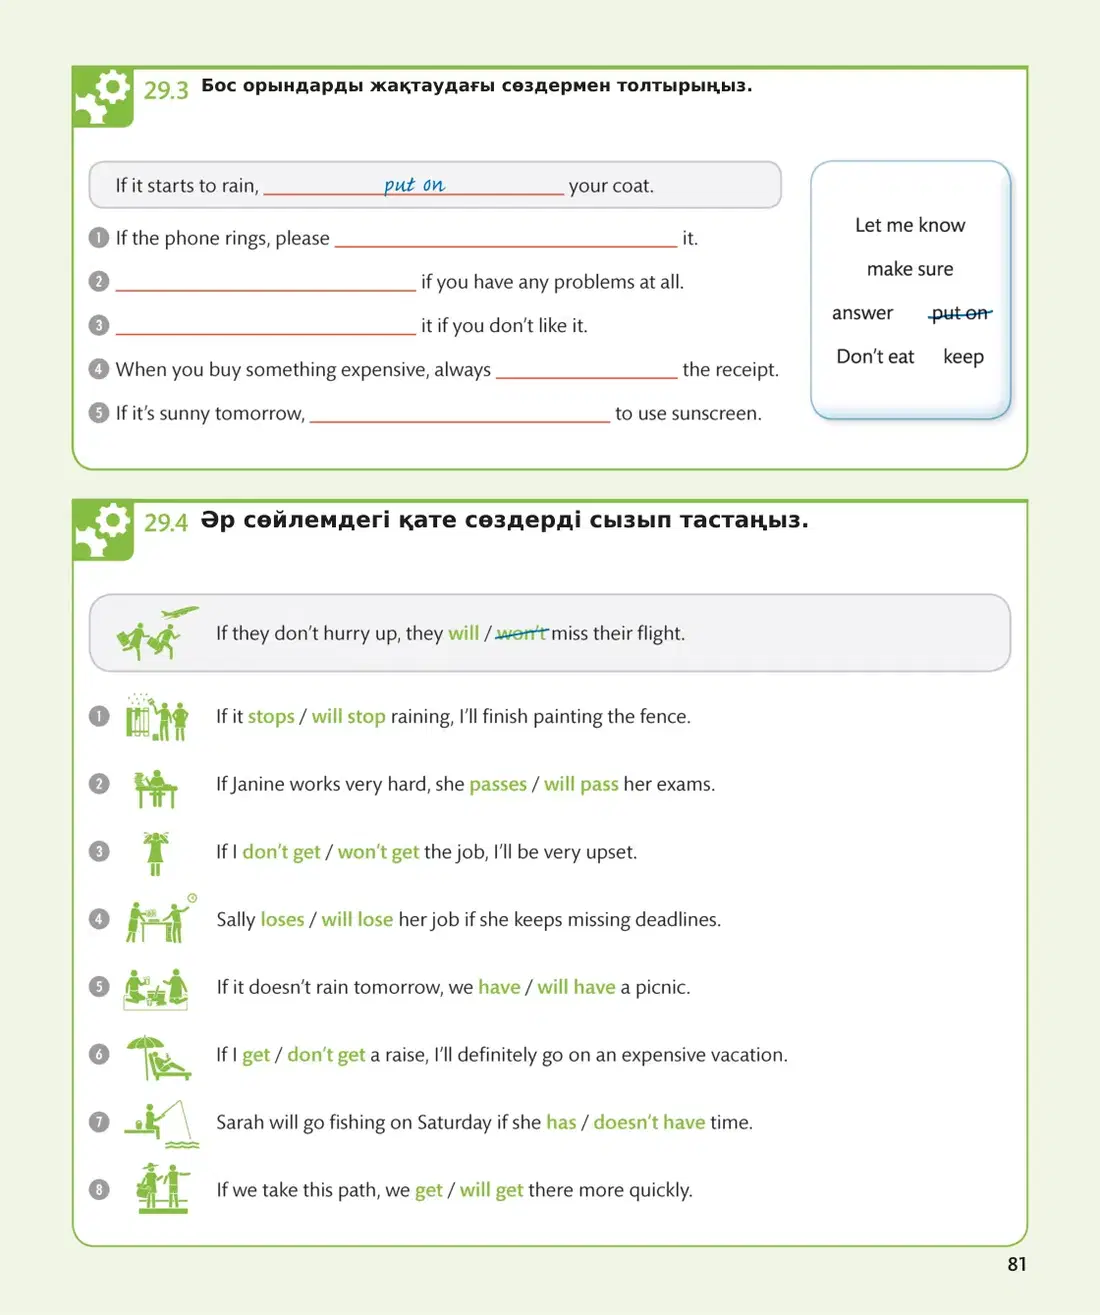 29.3 Бос орындарды жақтаудағы сөздермен толтырыңыз.
If it starts to rain, put on your coat.
1 If the phone rings, please it.
2 if you have any problems at all.
3 it if you don't like it.
4 When you buy something expensive, always the receipt.
5 If it's sunny tomorrow, to use sunscreen.
Let me know
make sure
answer put on
Don't eat keep
29.4 Әр сөйлемдегі қате сөздерді сызып тастаңыз.
If they don't hurry up, they will / won't miss their flight.
1 If it stops / will stop raining, I'll finish painting the fence.
2 If Janine works very hard, she passes / will pass her exams.
3 If I don't get / won't get the job, I'll be very upset.
4 Sally loses / will lose her job if she keeps missing deadlines.
5 If it doesn't rain tomorrow, we have / will have a picnic.
6 If I get / don't get a raise, I'll definitely go on an expensive vacation.
7 Sarah will go fishing on Saturday if she has / doesn't have time.
8 If we take this path, we get / will get there more quickly.
81